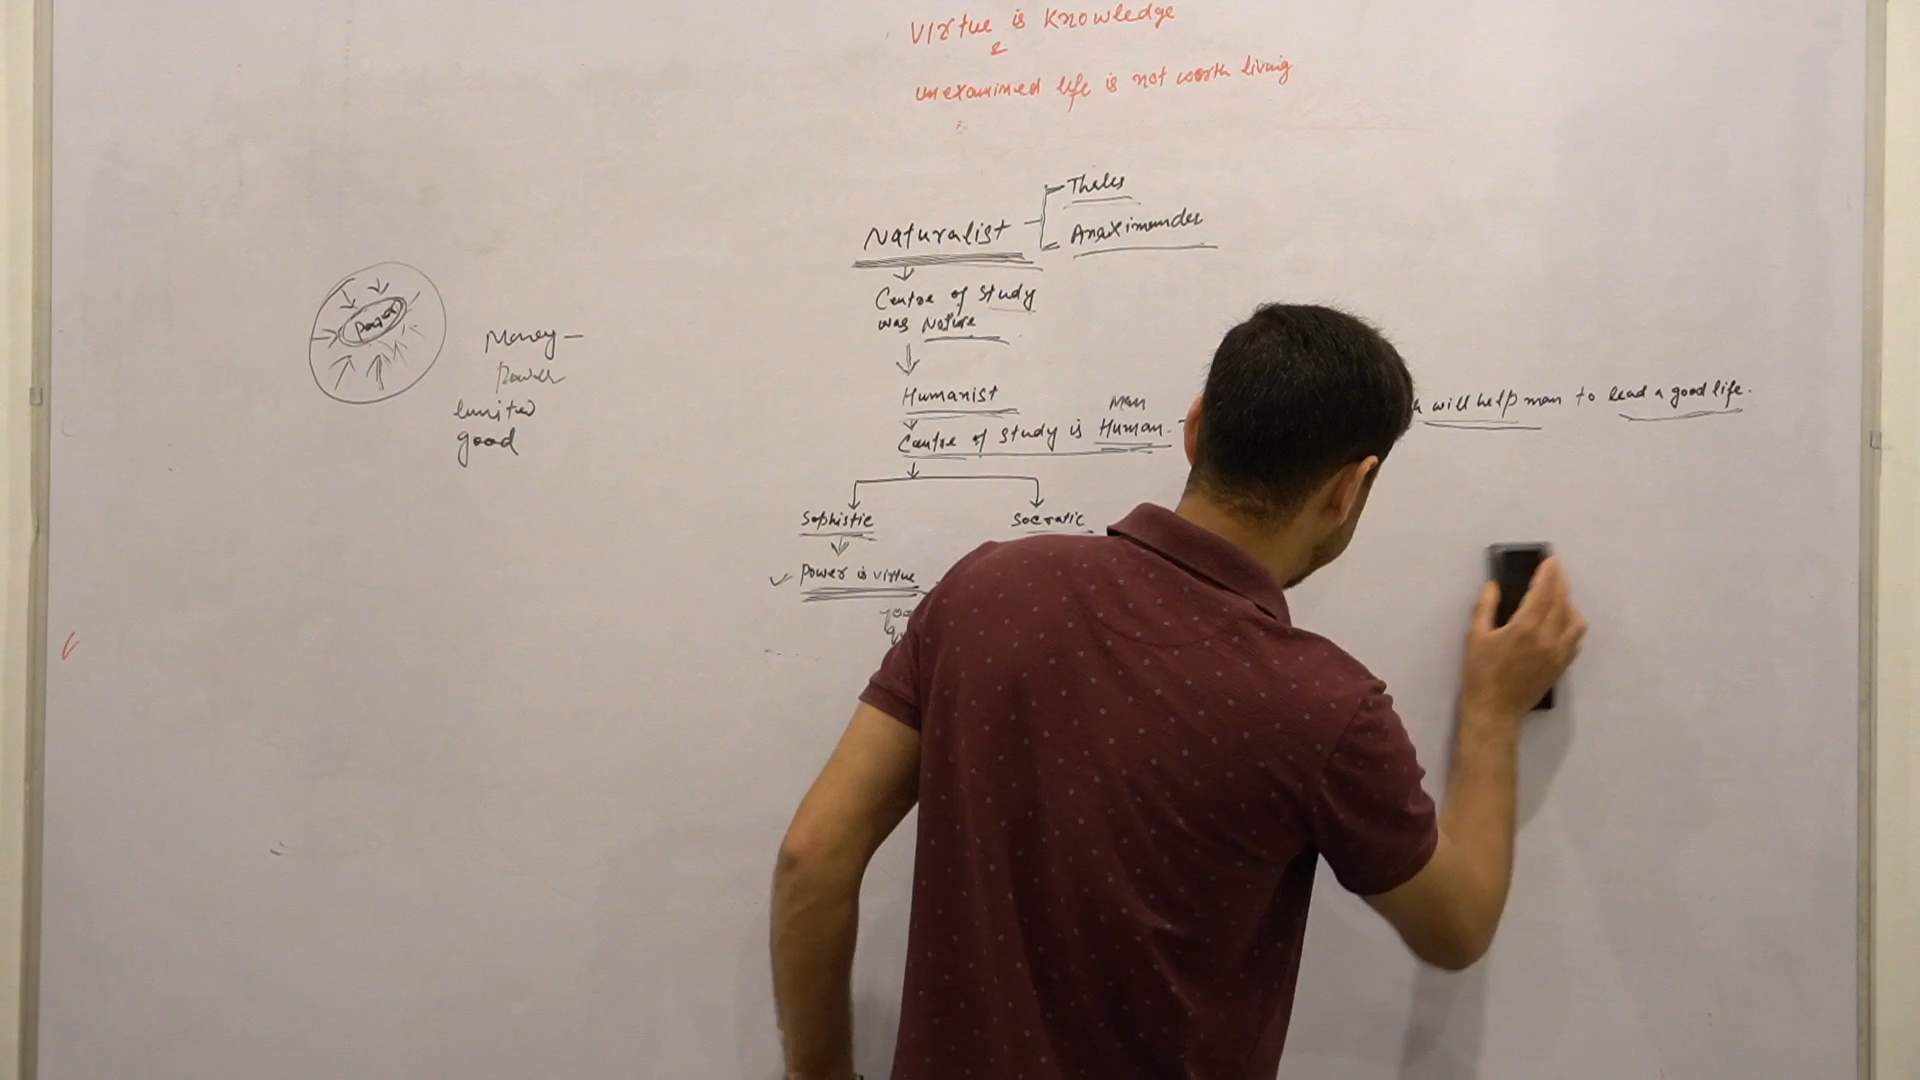 Virtue is Knowledge
&
unexamined life is not worth living
Thales
Naturalist
Anaximander
Centre of Study
was Nature
Power
Money -
Power
limited
good
Humanist
Man
Centre of Study is Human
will help man to lead a good life.
Sophistic
Socratic
✓ Power is virtue